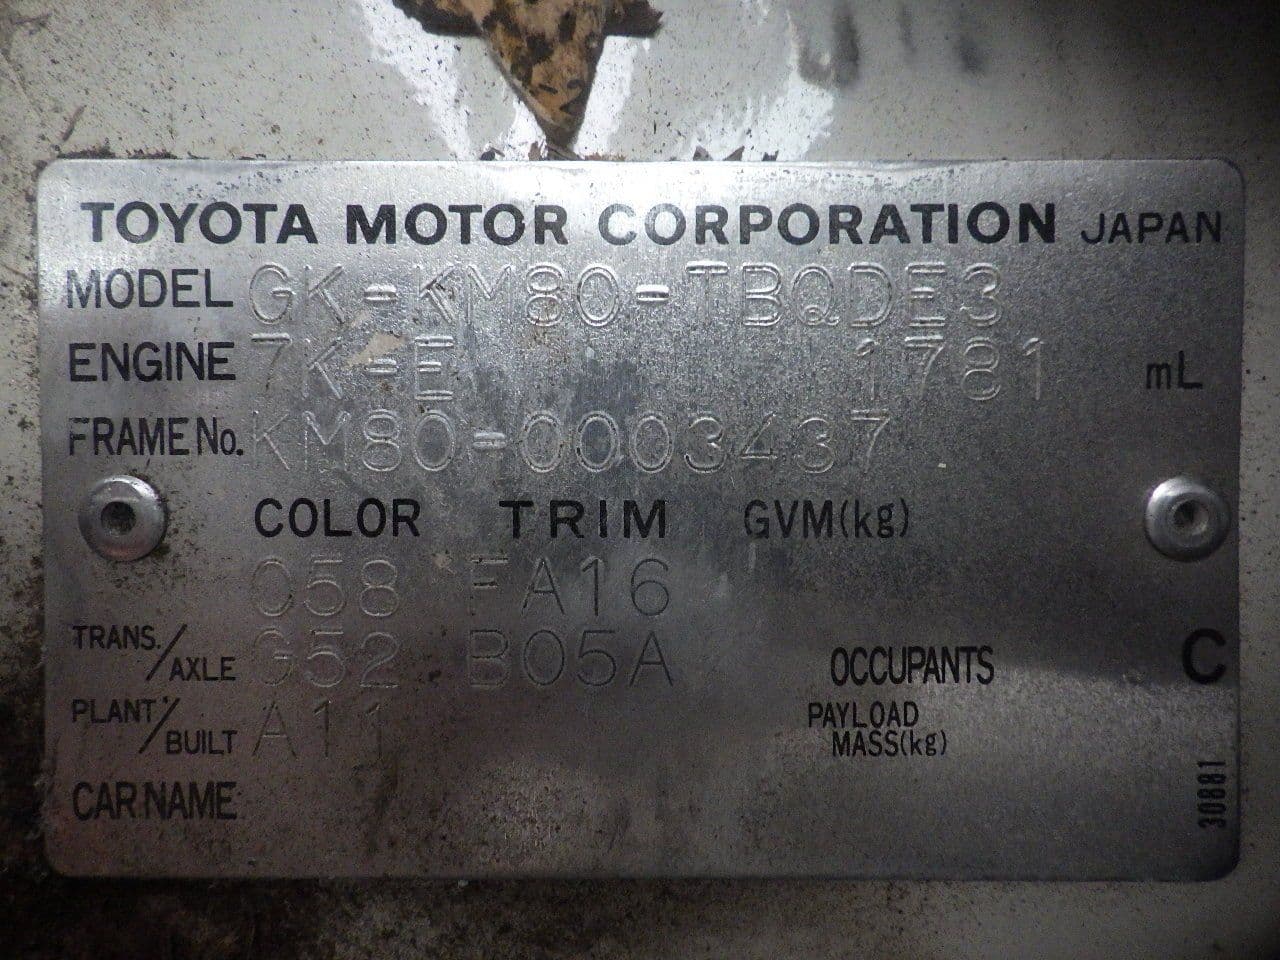 TOYOTA MOTOR CORPORATION JAPAN
MODEL GK-KM80-TBQDE3
ENGINE 7K-E 1781 mL
FRAME No. KM80-0003437
COLOR TRIM GVM(kg)
058 FA16
TRANS./AXLE G52 B05A
OCCUPANTS
C
PLANT/BUILT A11
PAYLOAD
MASS(kg)
CAR NAME
30881